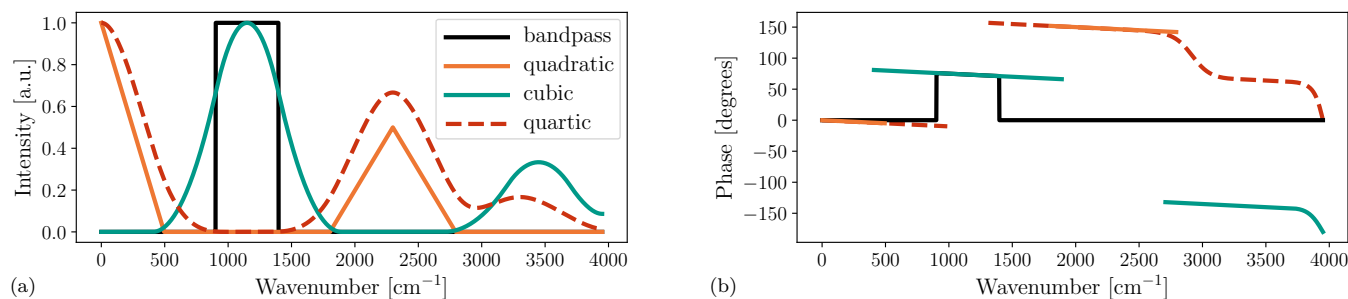 1.0
0.8
0.6
0.4
0.2
0.0
Intensity [a.u.]
bandpass
quadratic
cubic
quartic
0 500 1000 1500 2000 2500 3000 3500 4000
Wavenumber [cm⁻¹]
(a)
150
100
50
0
−50
−100
−150
Phase [degrees]
0 500 1000 1500 2000 2500 3000 3500 4000
Wavenumber [cm⁻¹]
(b)